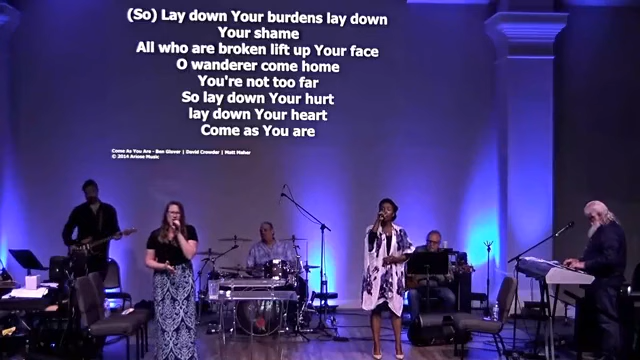 (So) Lay down Your burdens lay down
Your shame
All who are broken lift up Your face
O wanderer come home
You're not too far
So lay down Your hurt
lay down Your heart
Come as You are
Come As You Are - Ben Glover | David Crowder | Matt Maher
© 2014 Ariose Music